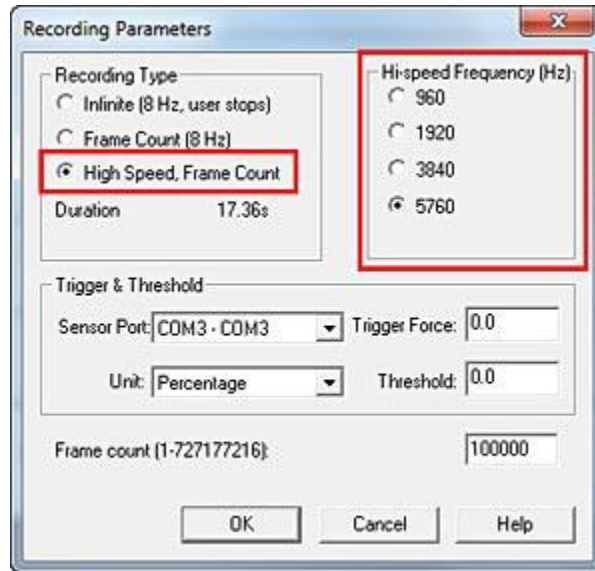 Recording Parameters
x
Recording Type
Infinite (8 Hz, user stops)
Frame Count (8 Hz)
High Speed, Frame Count
Duration 17.36s
Hi-speed Frequency (Hz)
960
1920
3840
5760
Trigger & Threshold
Sensor Port: COM3 - COM3 Trigger Force: 0.0
Unit: Percentage Threshold: 0.0
Frame count (1-727177216): 100000
OK Cancel Help